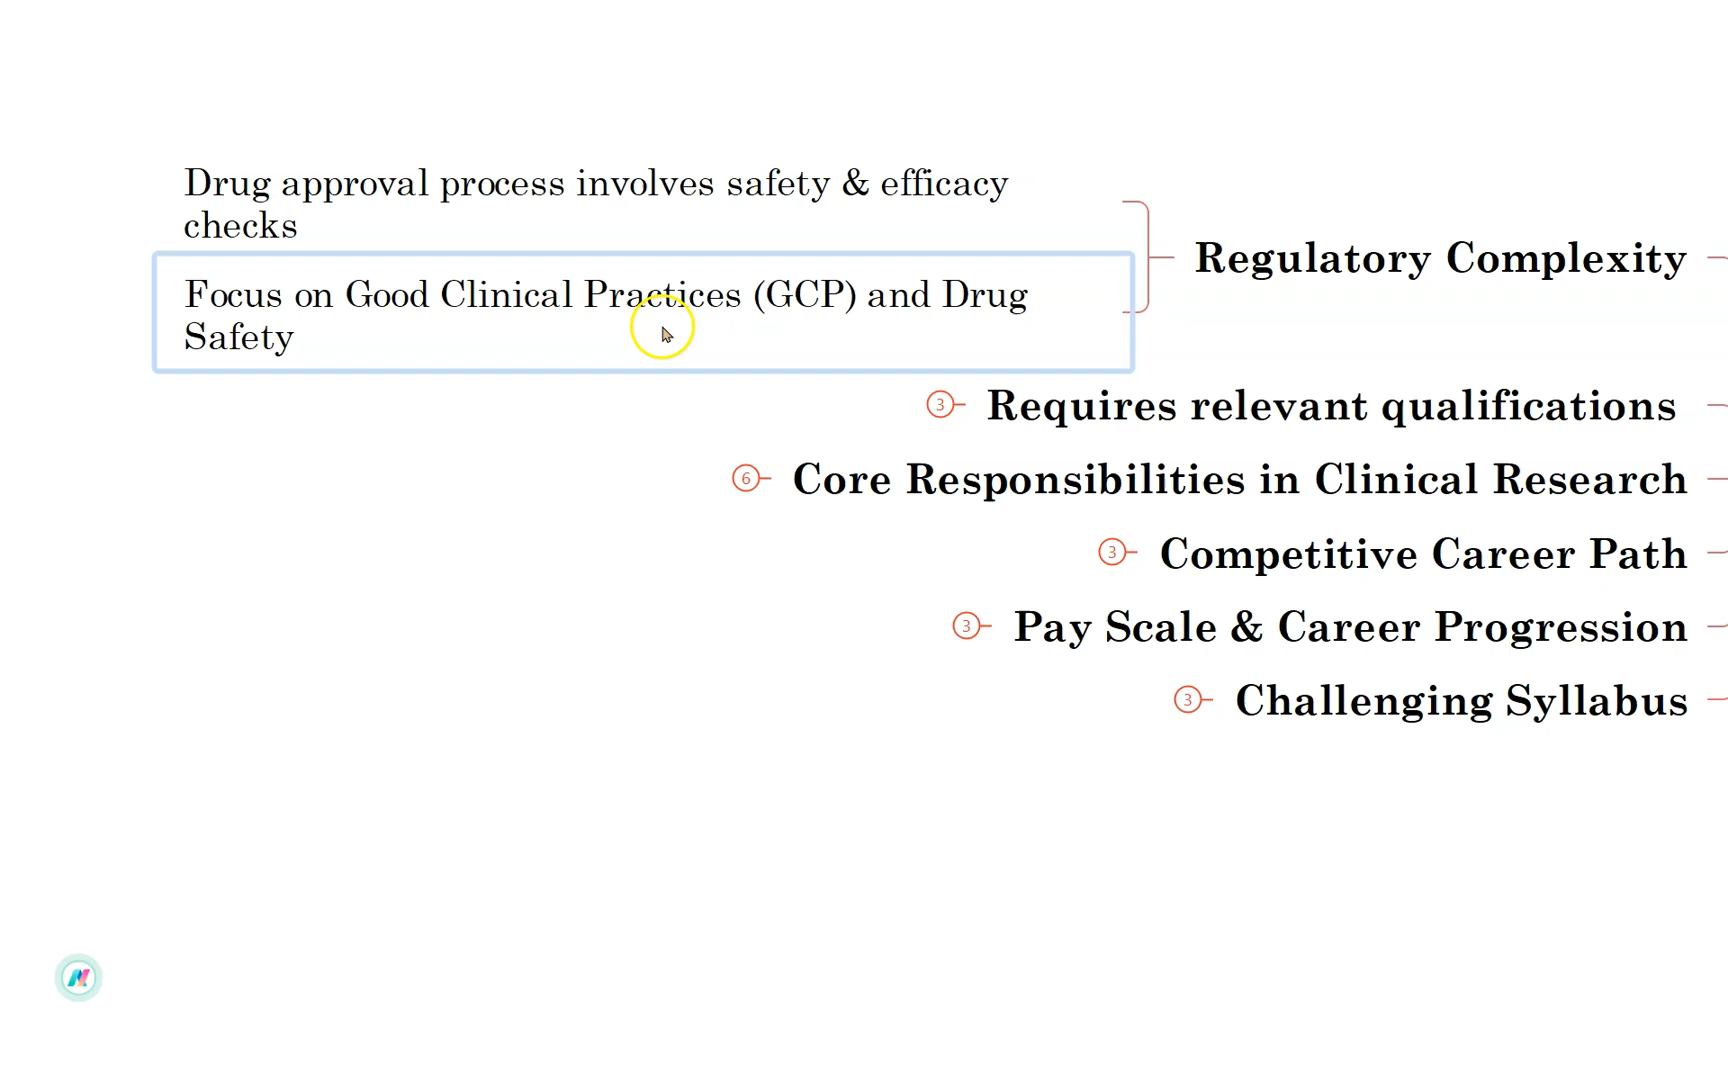 Drug approval process involves safety & efficacy
checks
Focus on Good Clinical Practices (GCP) and Drug
Safety
Regulatory Complexity
3 Requires relevant qualifications
6 Core Responsibilities in Clinical Research
3 Competitive Career Path
3 Pay Scale & Career Progression
3 Challenging Syllabus